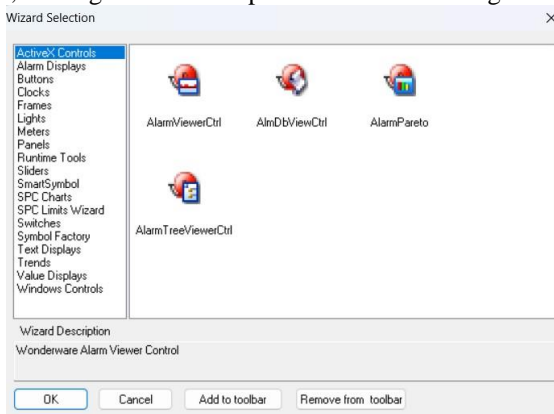 Wizard Selection
ActiveX Controls
Alarm Displays
Buttons
Clocks
Frames
Lights
Meters
Panels
Runtime Tools
Sliders
SmartSymbol
SPC Charts
SPC Limits Wizard
Switches
Symbol Factory
Text Displays
Trends
Value Displays
Windows Controls
AlarmViewerCtrl AlmDbViewCtrl AlarmPareto
AlarmTreeViewerCtrl
Wizard Description
Wonderware Alarm Viewer Control
OK Cancel Add to toolbar Remove from toolbar